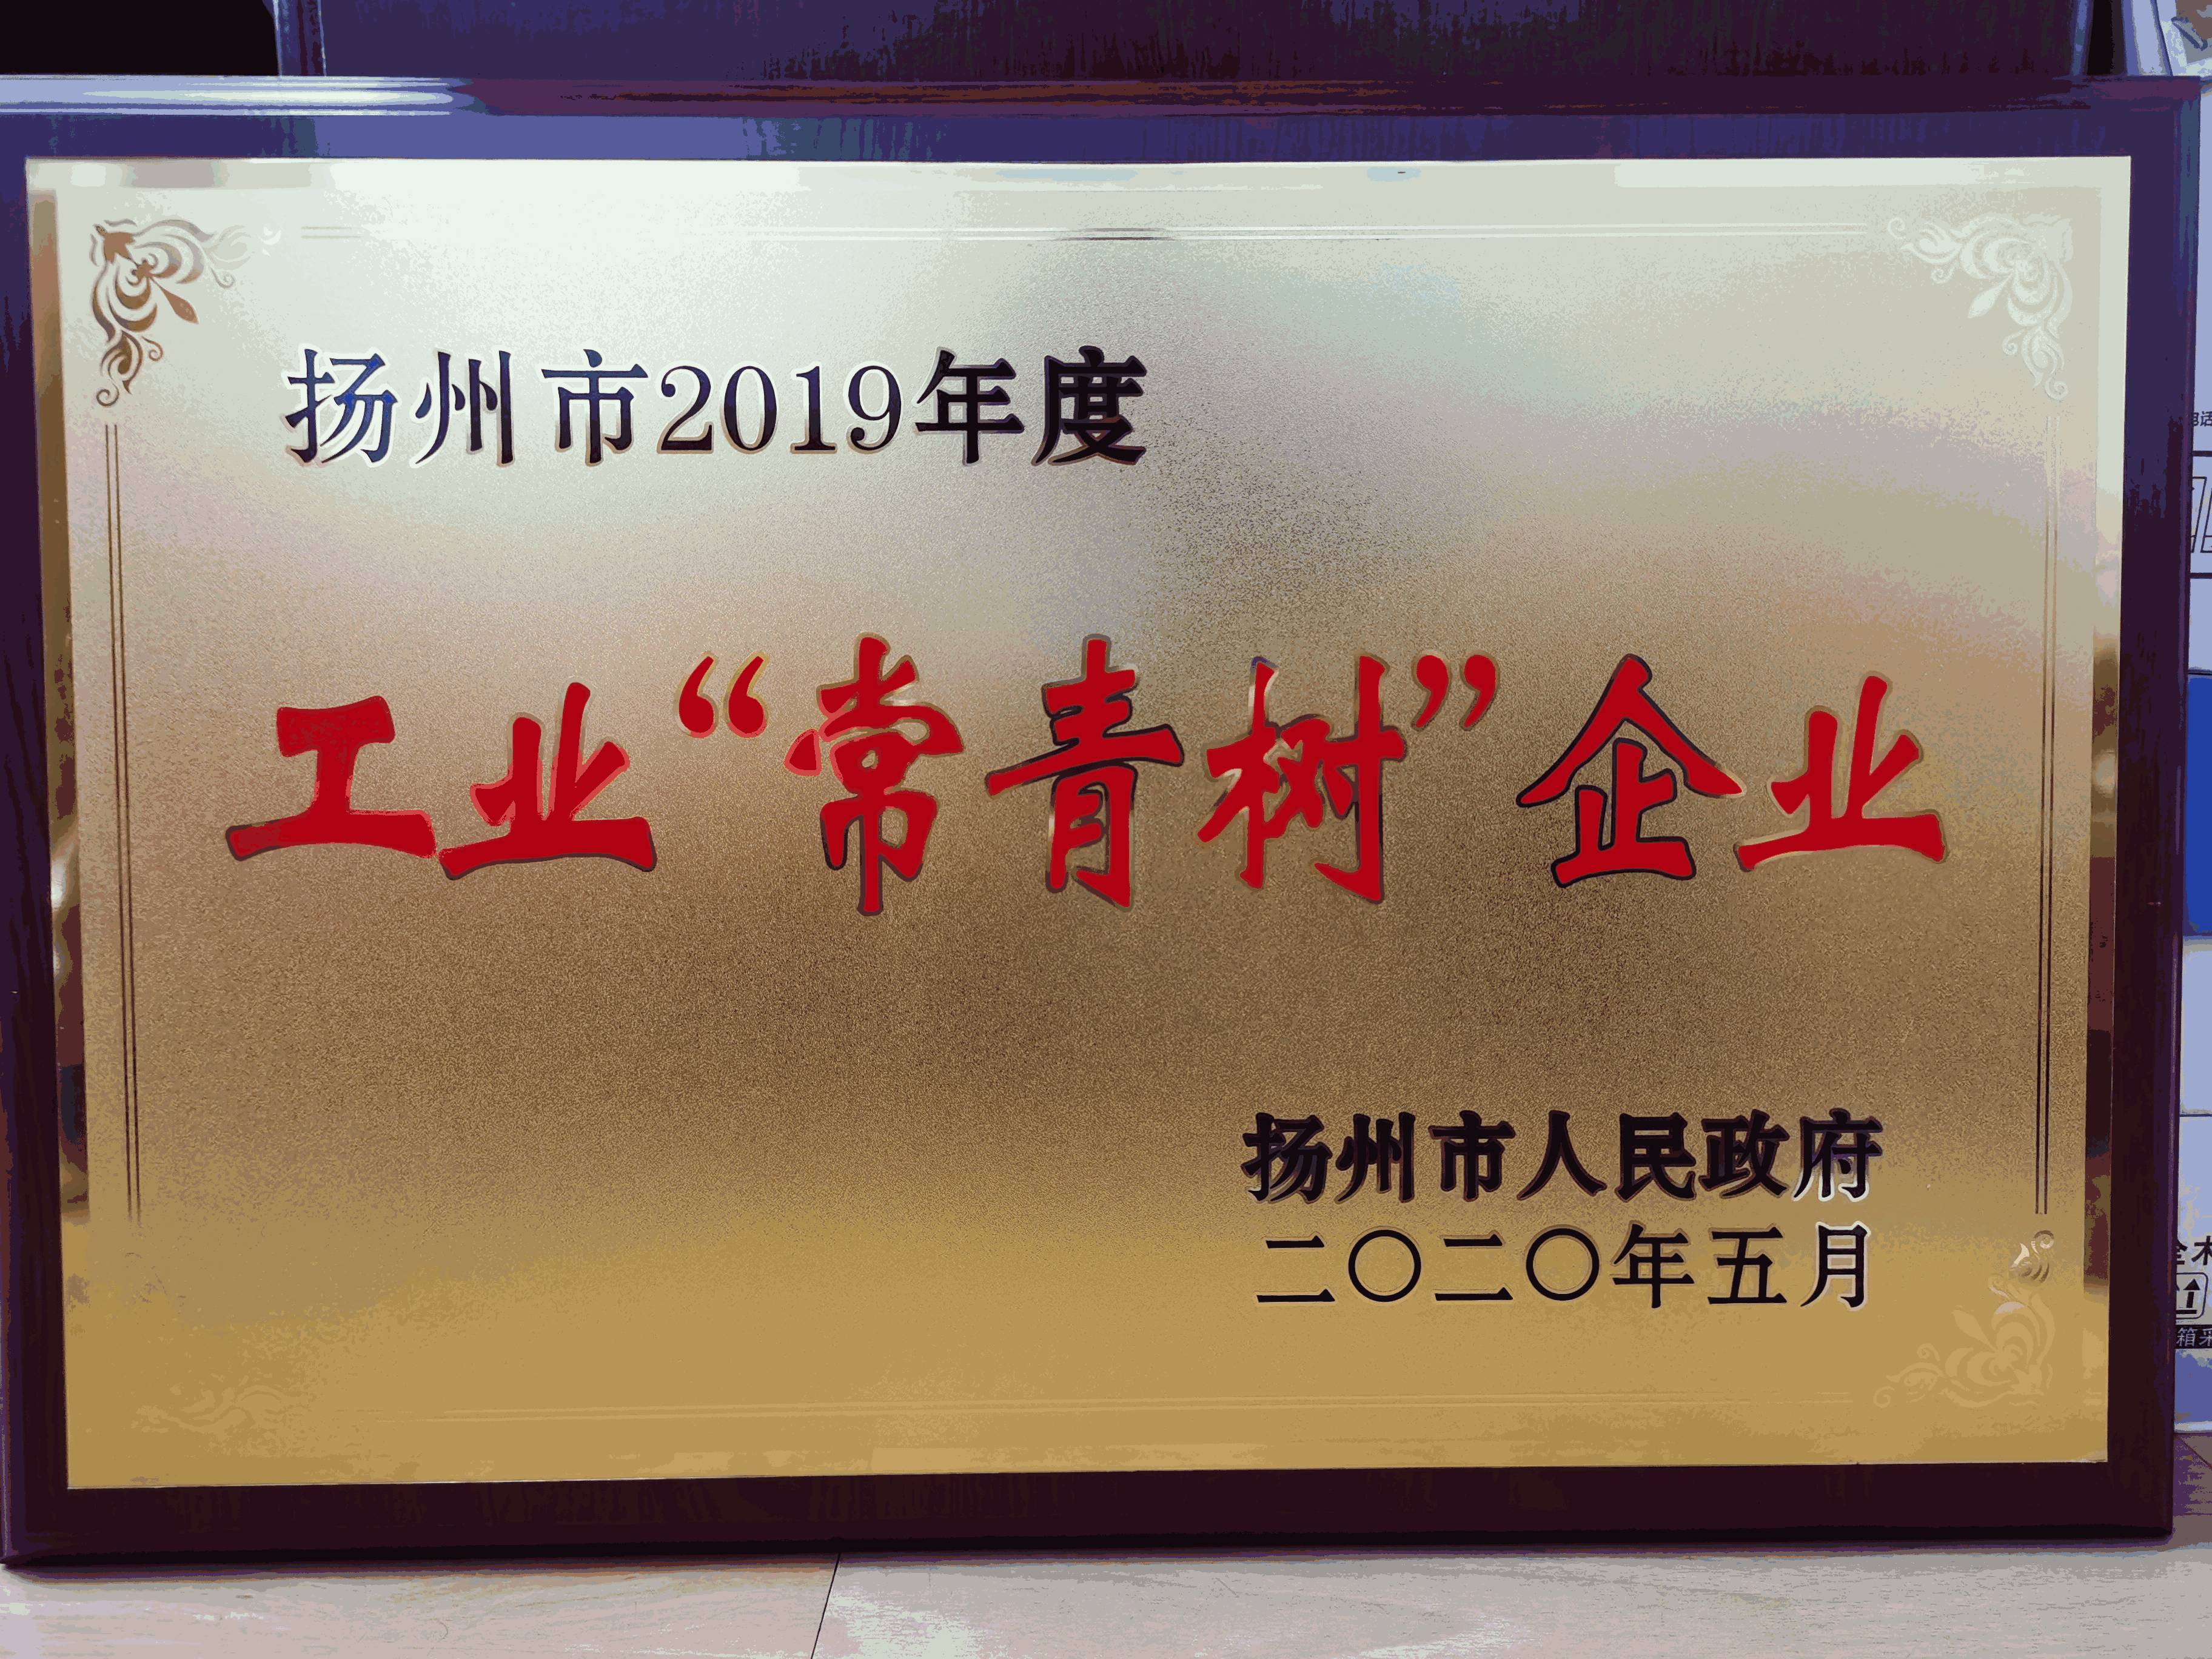 扬州市2019年度
工业“常青树”企业
扬州市人民政府
二〇二〇年五月